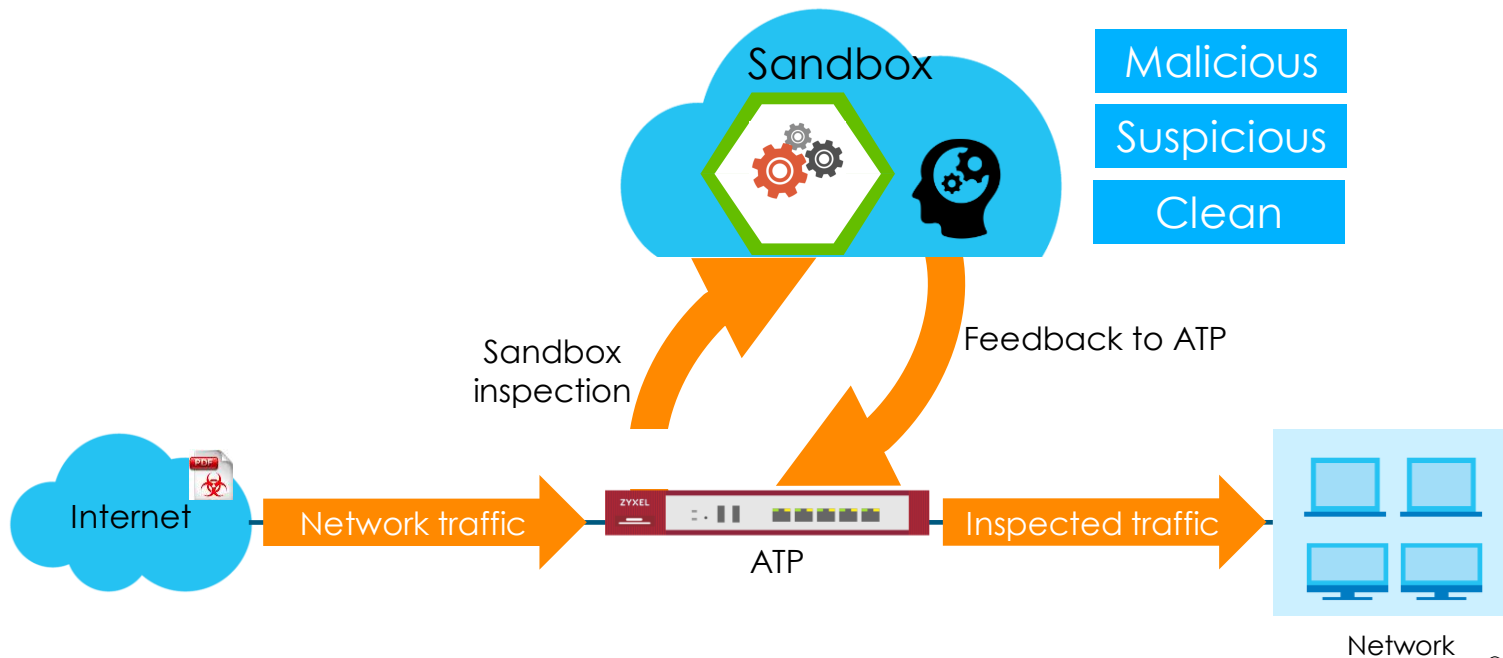 Sandbox
Malicious
Suspicious
Clean
Sandbox
inspection
Feedback to ATP
PDF
Internet
Network traffic
ZYXEL
ATP
Inspected traffic
Network